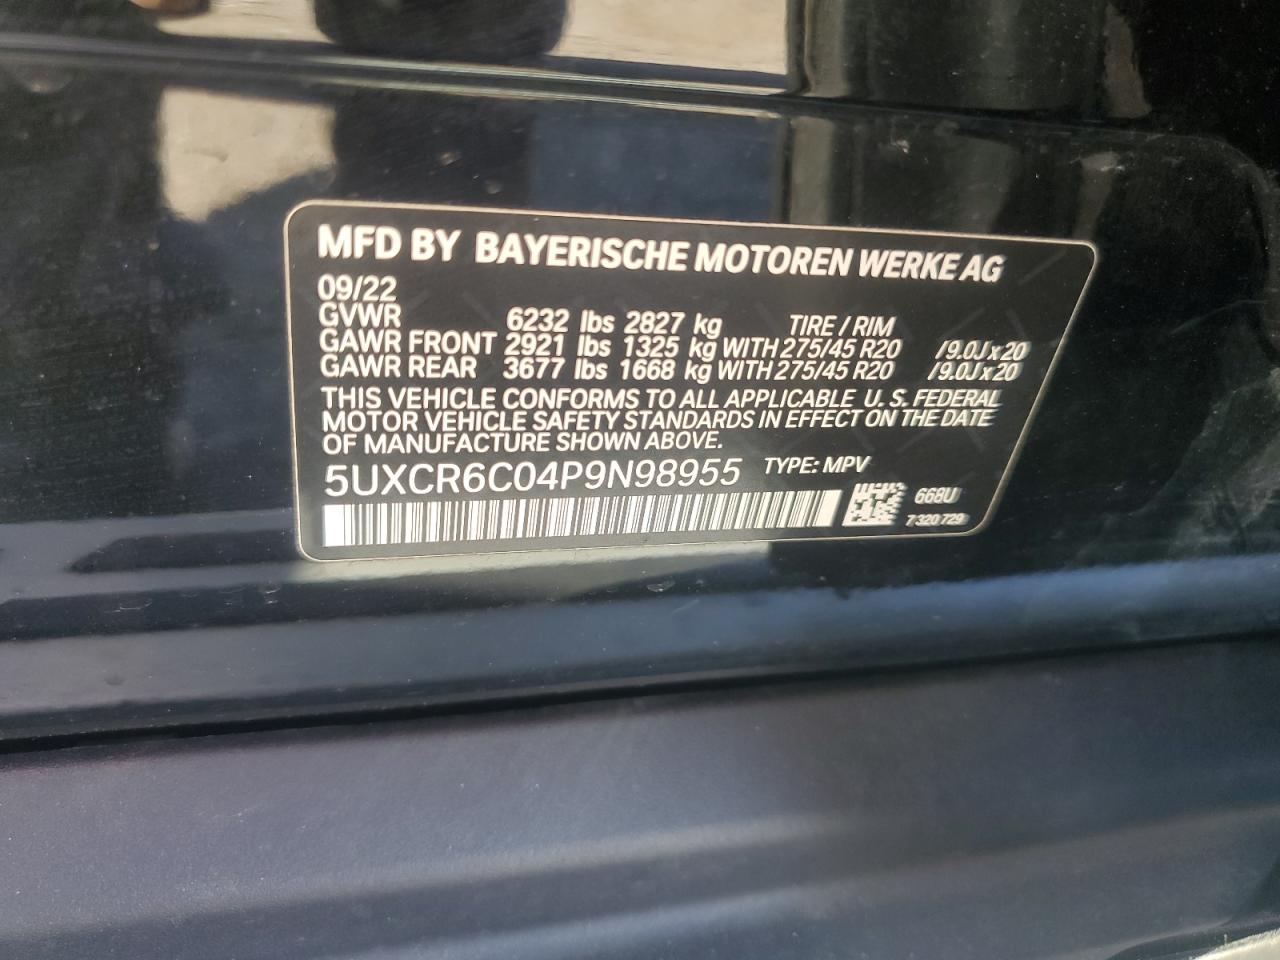 MFD BY BAYERISCHE MOTOREN WERKE AG
09/22
GVWR 6232 lbs 2827 kg TIRE / RIM
GAWR FRONT 2921 lbs 1325 kg WITH 275/45 R20 /9.0J x 20
GAWR REAR 3677 lbs 1668 kg WITH 275/45 R20 /9.0J x 20
THIS VEHICLE CONFORMS TO ALL APPLICABLE U. S. FEDERAL
MOTOR VEHICLE SAFETY STANDARDS IN EFFECT ON THE DATE
OF MANUFACTURE SHOWN ABOVE.
5UXCR6C04P9N98955 TYPE: MPV
668U
7 320 729